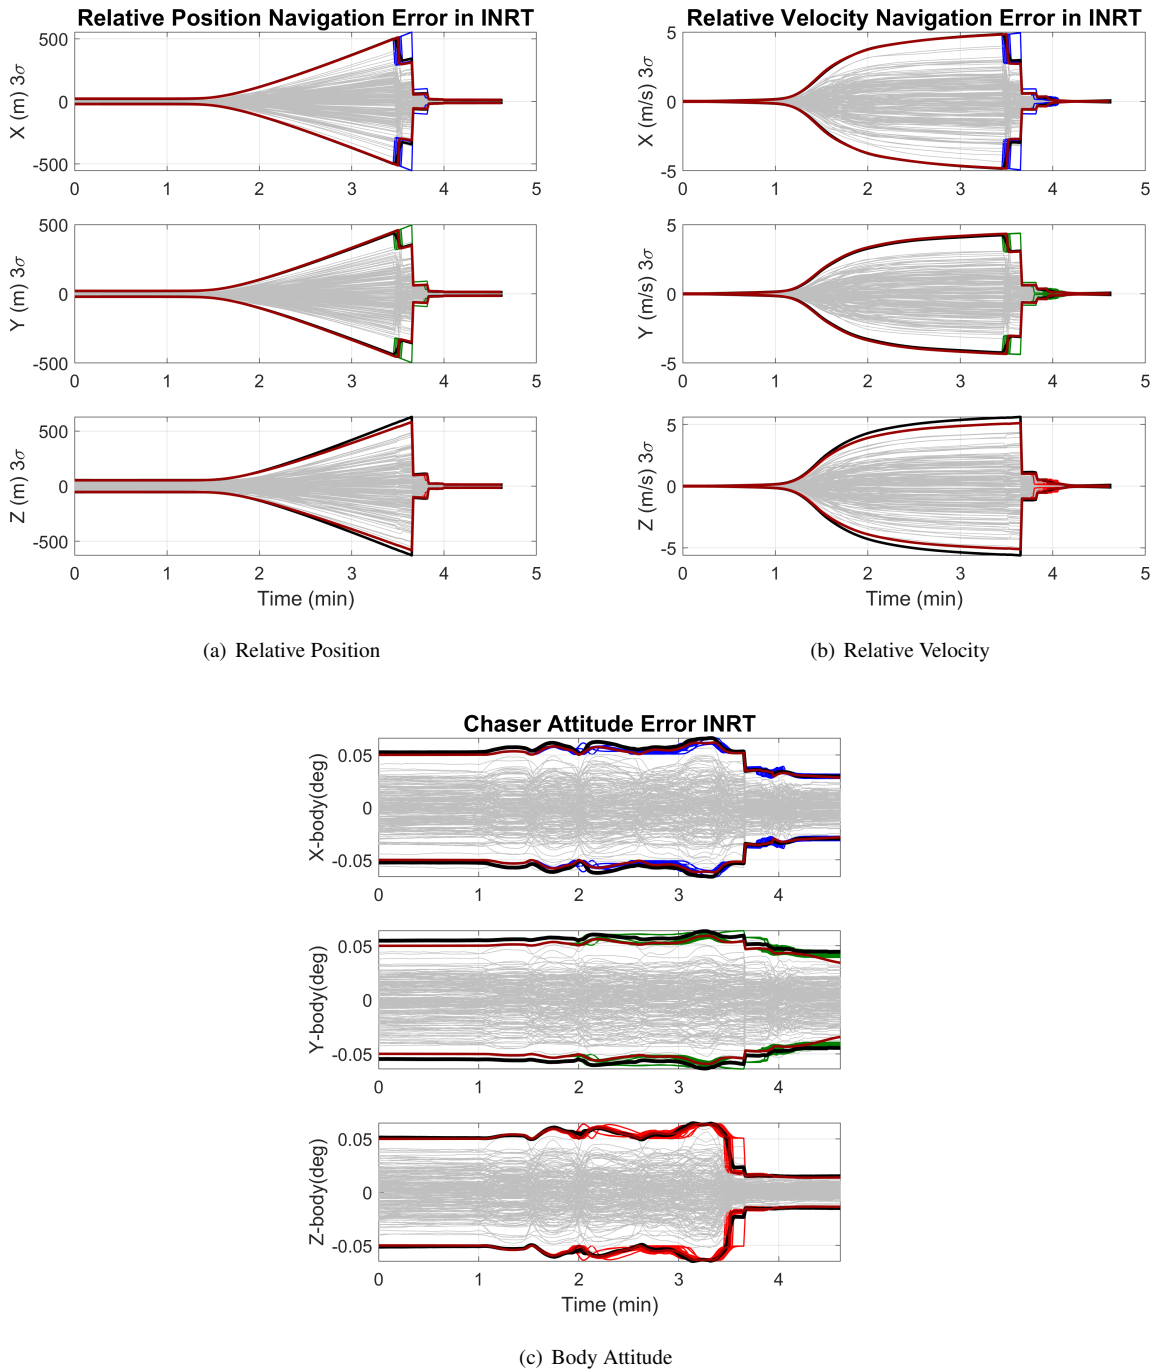 Relative Position Navigation Error in INRT
500
0
-500
X (m) 3σ
0 1 2 3 4 5
500
0
-500
Y (m) 3σ
0 1 2 3 4 5
500
0
-500
Z (m) 3σ
0 1 2 3 4 5
Time (min)
(a) Relative Position
Relative Velocity Navigation Error in INRT
5
0
-5
X (m/s) 3σ
0 1 2 3 4 5
5
0
-5
Y (m/s) 3σ
0 1 2 3 4 5
5
0
-5
Z (m/s) 3σ
0 1 2 3 4 5
Time (min)
(b) Relative Velocity
Chaser Attitude Error INRT
0.05
0
-0.05
X-body(deg)
0 1 2 3 4
0.05
0
-0.05
Y-body(deg)
0 1 2 3 4
0.05
0
-0.05
Z-body(deg)
0 1 2 3 4
Time (min)
(c) Body Attitude